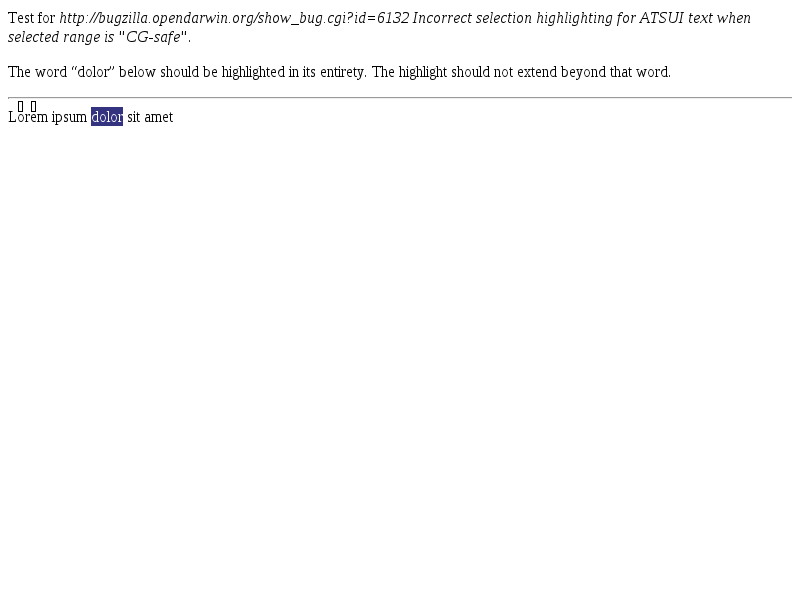 Test for http://bugzilla.opendarwin.org/show_bug.cgi?id=6132 Incorrect selection highlighting for ATSUI text when
selected range is "CG-safe".
The word “dolor” below should be highlighted in its entirety. The highlight should not extend beyond that word.
Lorem ipsum dolor sit amet